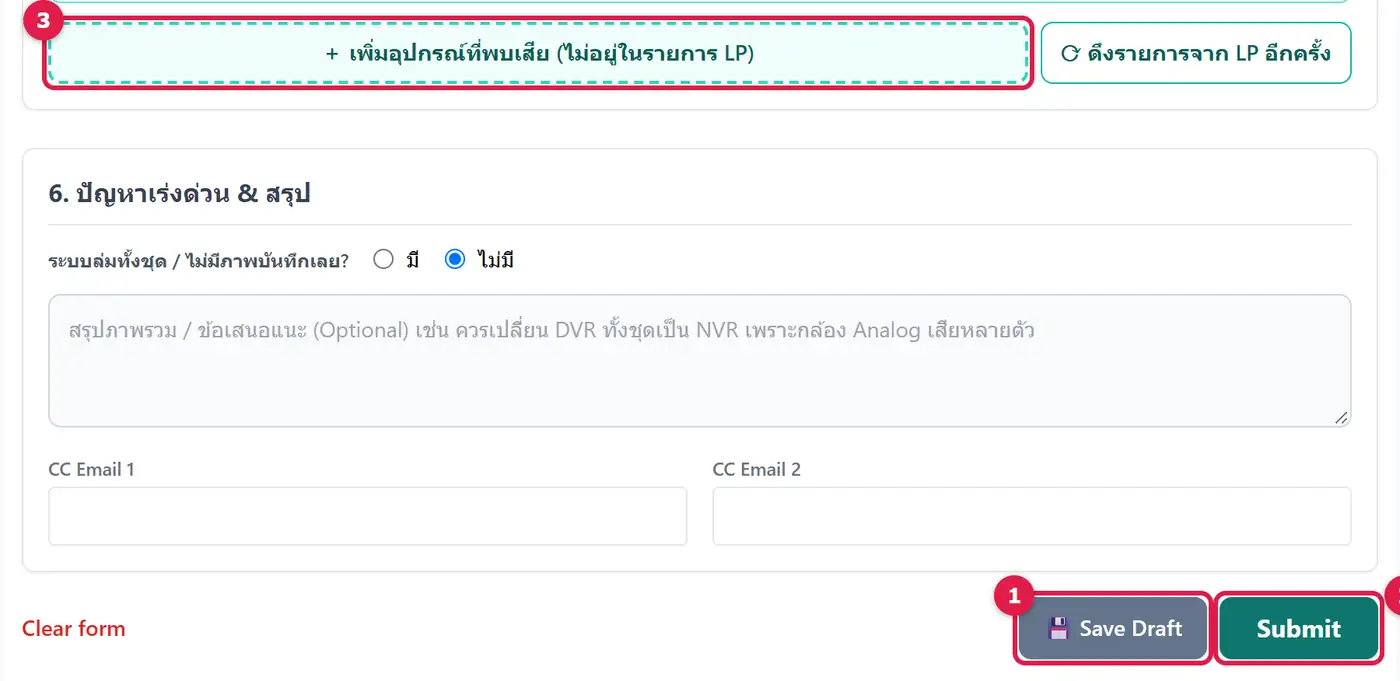 3
+ เพิ่มอุปกรณ์ที่พบเสีย (ไม่อยู่ในรายการ LP)
ดึงรายการจาก LP อีกครั้ง
6. ปัญหาเร่งด่วน & สรุป
ระบบล่มทั้งชุด / ไม่มีภาพบันทึกเลย? มี ไม่มี
สรุปภาพรวม / ข้อเสนอแนะ (Optional) เช่น ควรเปลี่ยน DVR ทั้งชุดเป็น NVR เพราะกล้อง Analog เสียหลายตัว
CC Email 1
CC Email 2
Clear form
1
Save Draft
Submit